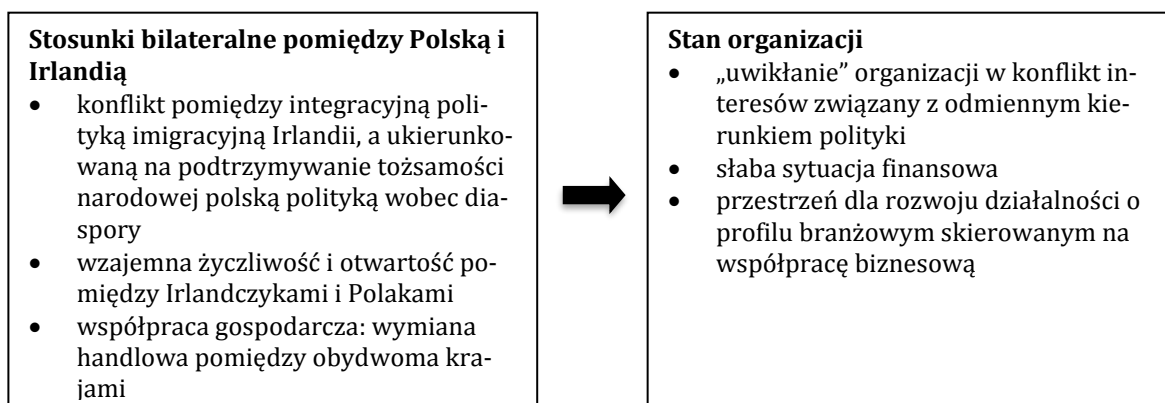 Stosunki bilateralne pomiędzy Polską i
Irlandią
• konflikt pomiędzy integracyjną poli-
tyką imigracyjną Irlandii, a ukierunko-
waną na podtrzymywanie tożsamości
narodowej polską polityką wobec dia-
spory
• wzajemna życzliwość i otwartość po-
między Irlandczykami i Polakami
• współpraca gospodarcza: wymiana
handlowa pomiędzy obydwoma kra-
jami
Stan organizacji
• „uwikłanie” organizacji w konflikt in-
teresów związany z odmiennym kie-
runkiem polityki
• słaba sytuacja finansowa
• przestrzeń dla rozwoju działalności o
profilu branżowym skierowanym na
współpracę biznesową